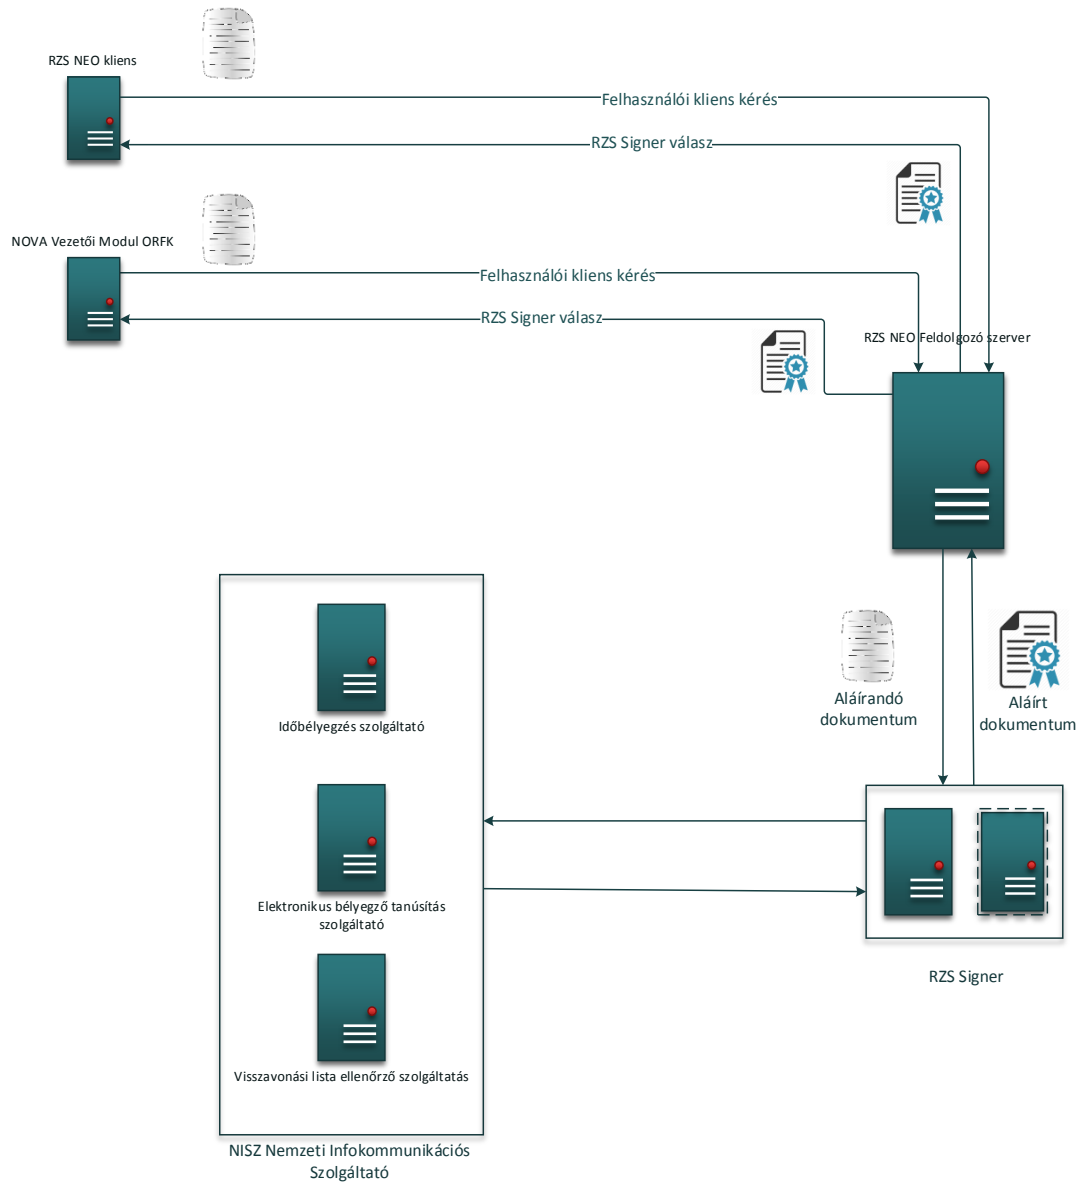 RZS NEO kliens
Felhasználói kliens kérés
RZS Signer válasz
NOVA Vezetői Modul ORFK
Felhasználói kliens kérés
RZS Signer válasz
RZS NEO Feldolgozó szerver
Aláírandó
dokumentum
Aláírt
dokumentum
Időbélyegzés szolgáltató
Elektronikus bélyegző tanúsítás
szolgáltató
RZS Signer
Visszavonási lista ellenőrző szolgáltatás
NISZ Nemzeti Infokommunikációs
Szolgáltató